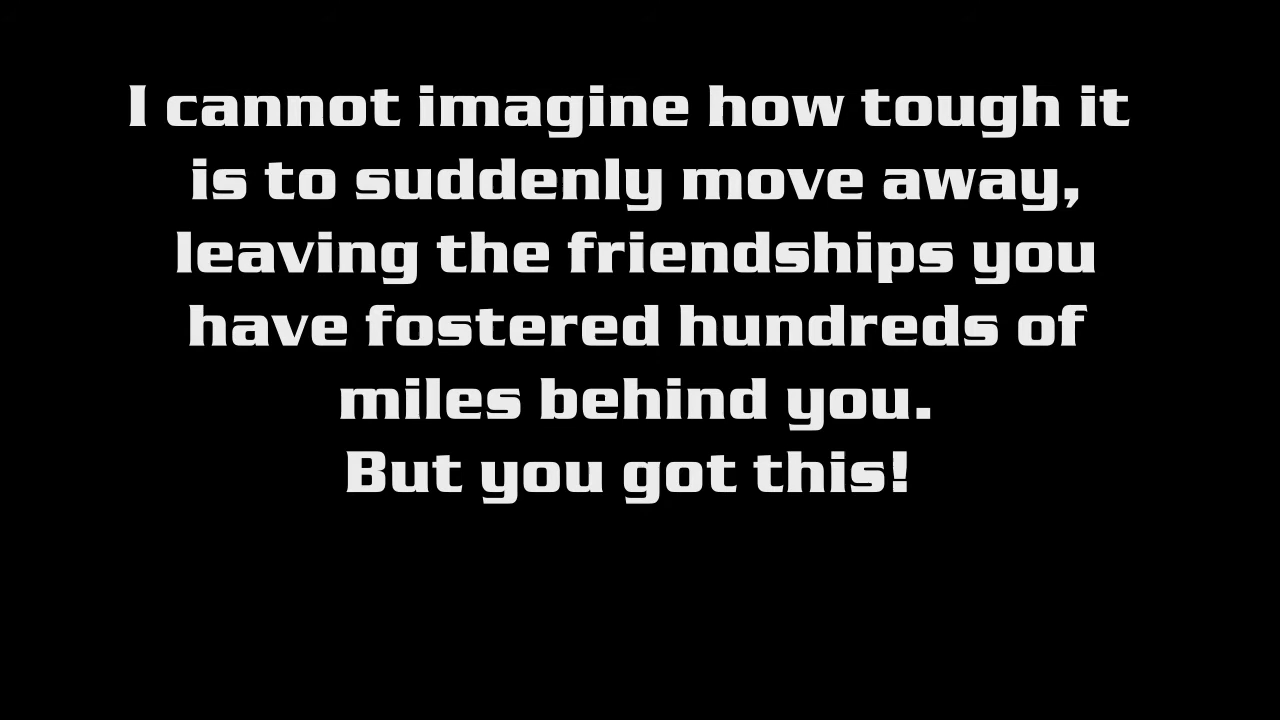 I cannot imagine how tough it
is to suddenly move away,
leaving the friendships you
have fostered hundreds of
miles behind you.
But you got this!